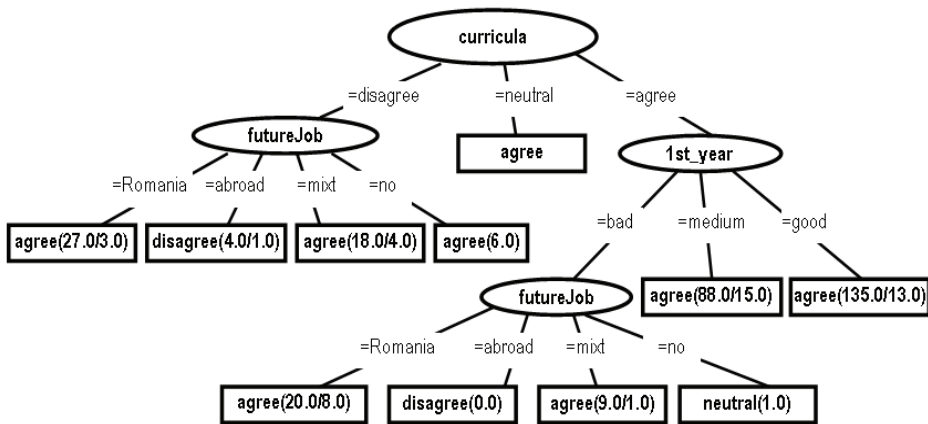 curricula
=disagree =neutral =agree
futureJob agree 1st_year
=Romania =abroad =mixt =no
=bad =medium =good
agree(27.0/3.0) disagree(4.0/1.0) agree(18.0/4.0) agree(6.0)
futureJob agree(88.0/15.0) agree(135.0/13.0)
=Romania =abroad =mixt =no
agree(20.0/8.0) disagree(0.0) agree(9.0/1.0) neutral(1.0)